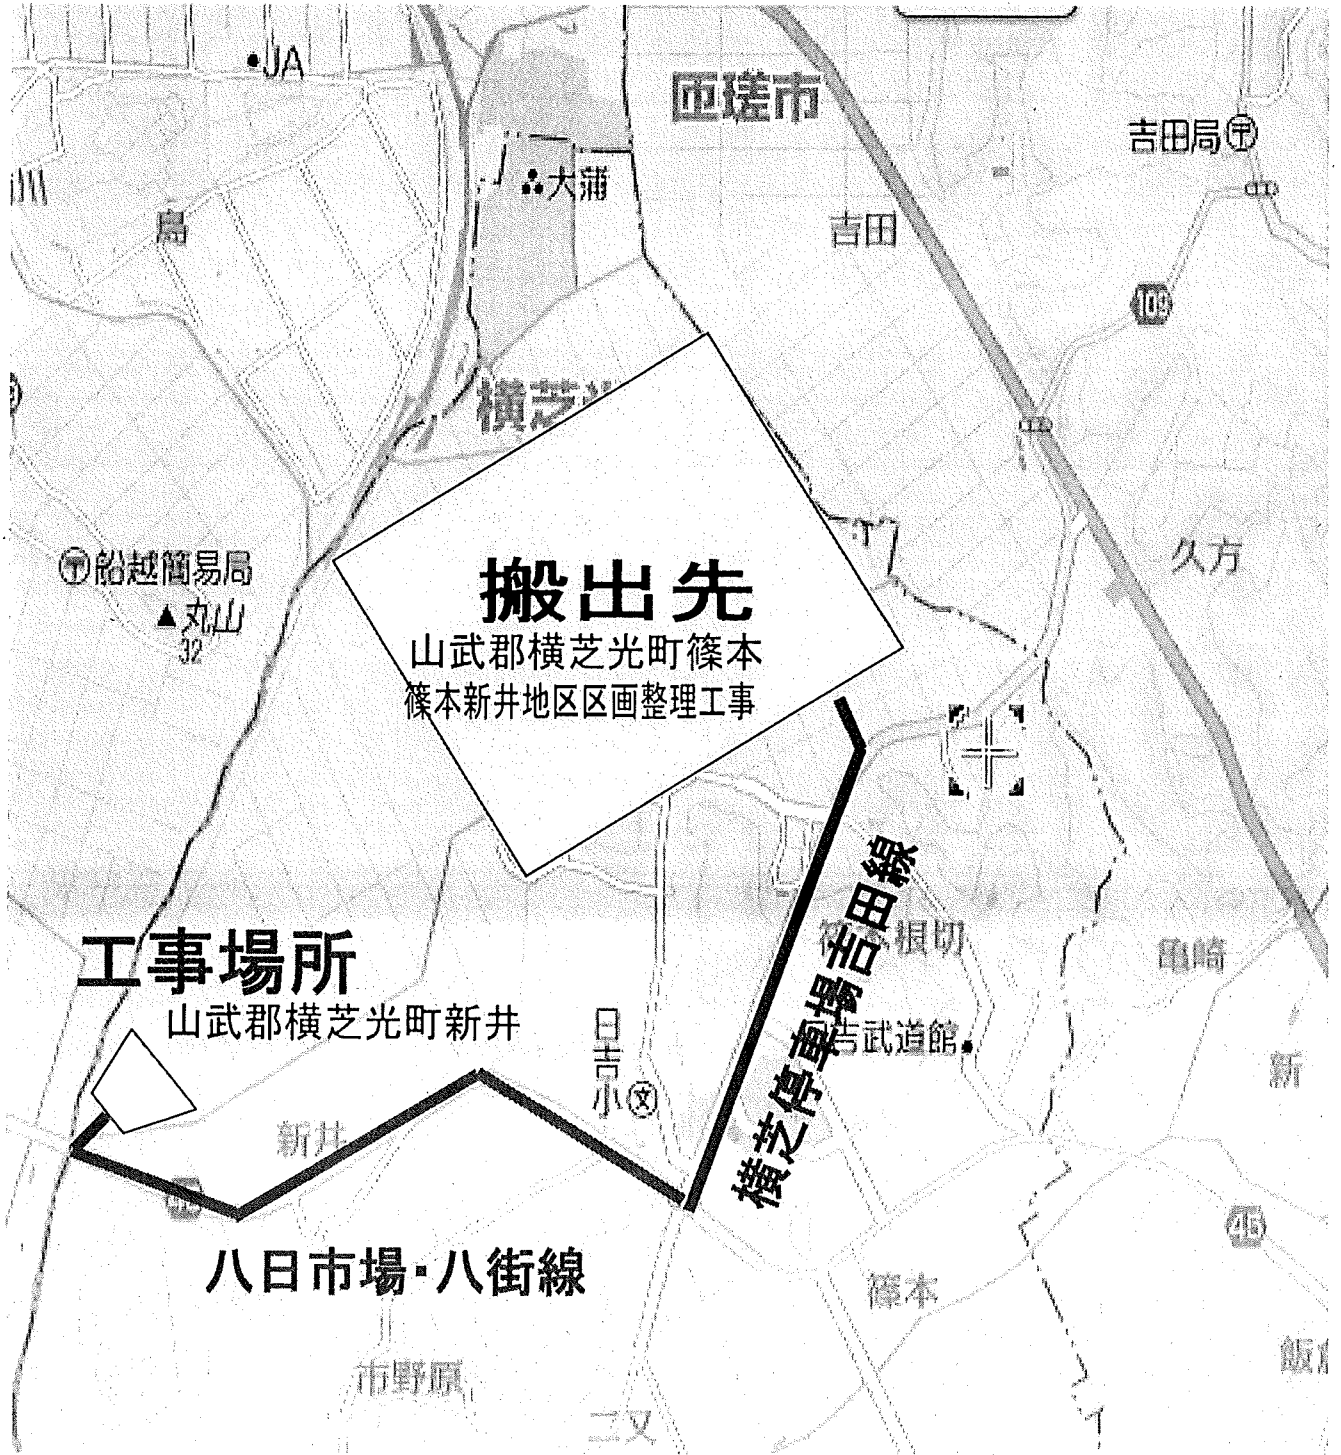 JA
匝瑳市
吉田局
大蒲
島
吉田
109
横芝
船越簡易局
丸山
32
久方
搬出先
山武郡横芝光町篠本
篠本新井地区区画整理工事
横芝停車場吉田線
根切
亀崎
工事場所
山武郡横芝光町新井
日吉小
文
吉武道館
新
新井
45
八日市場・八街線
篠本
市野原
二又